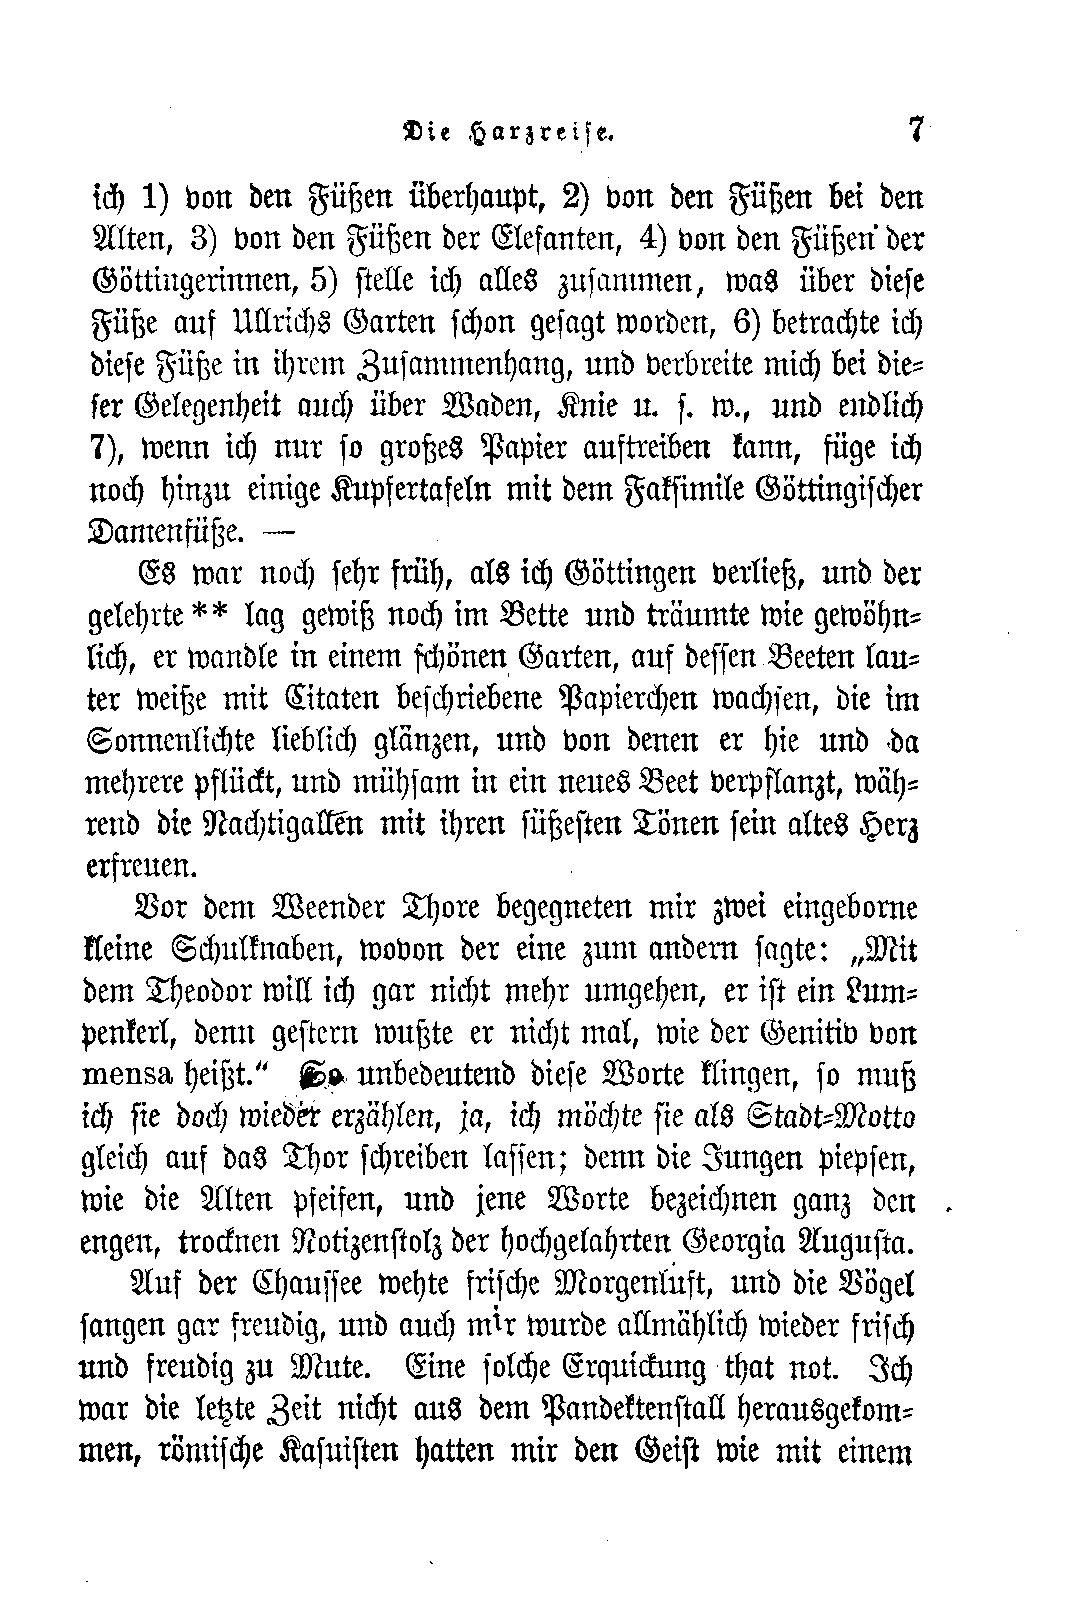 Die Harzreise. 7
ich 1) von den Füßen überhaupt, 2) von den Füßen bei den
Alten, 3) von den Füßen der Elefanten, 4) von den Füßen der
Göttingerinnen, 5) stelle ich alles zusammen, was über diese
Füße auf Ullrichs Garten schon gesagt worden, 6) betrachte ich
diese Füße in ihrem Zusammenhang, und verbreite mich bei die-
ser Gelegenheit auch über Waden, Knie u. s. w., und endlich
7), wenn ich nur so großes Papier auftreiben kann, füge ich
noch hinzu einige Kupfertafeln mit dem Faksimile Göttingischer
Damenfüße. —
Es war noch sehr früh, als ich Göttingen verließ, und der
gelehrte ** lag gewiß noch im Bette und träumte wie gewöhn-
lich, er wandle in einem schönen Garten, auf dessen Beeten lau-
ter weiße mit Citaten beschriebene Papierchen wachsen, die im
Sonnenlichte lieblich glänzen, und von denen er hie und da
mehrere pflückt, und mühsam in ein neues Beet verpflanzt, wäh-
rend die Nachtigallen mit ihren süßesten Tönen sein altes Herz
erfreuen.
Vor dem Weender Thore begegneten mir zwei eingeborne
kleine Schulknaben, wovon der eine zum andern sagte: „Mit
dem Theodor will ich gar nicht mehr umgehen, er ist ein Lum-
penkerl, denn gestern wußte er nicht mal, wie der Genitiv von
mensa heißt.“ So unbedeutend diese Worte klingen, so muß
ich sie doch wieder erzählen, ja, ich möchte sie als Stadt-Motto
gleich auf das Thor schreiben lassen; denn die Jungen piepsen,
wie die Alten pfeifen, und jene Worte bezeichnen ganz den
engen, trocknen Notizenstolz der hochgelahrten Georgia Augusta.
Auf der Chaussee wehte frische Morgenluft, und die Vögel
sangen gar freudig, und auch mir wurde allmählich wieder frisch
und freudig zu Mute. Eine solche Erquickung that not. Ich
war die letzte Zeit nicht aus dem Pandektenstall herausgekom-
men, römische Kasuisten hatten mir den Geist wie mit einem